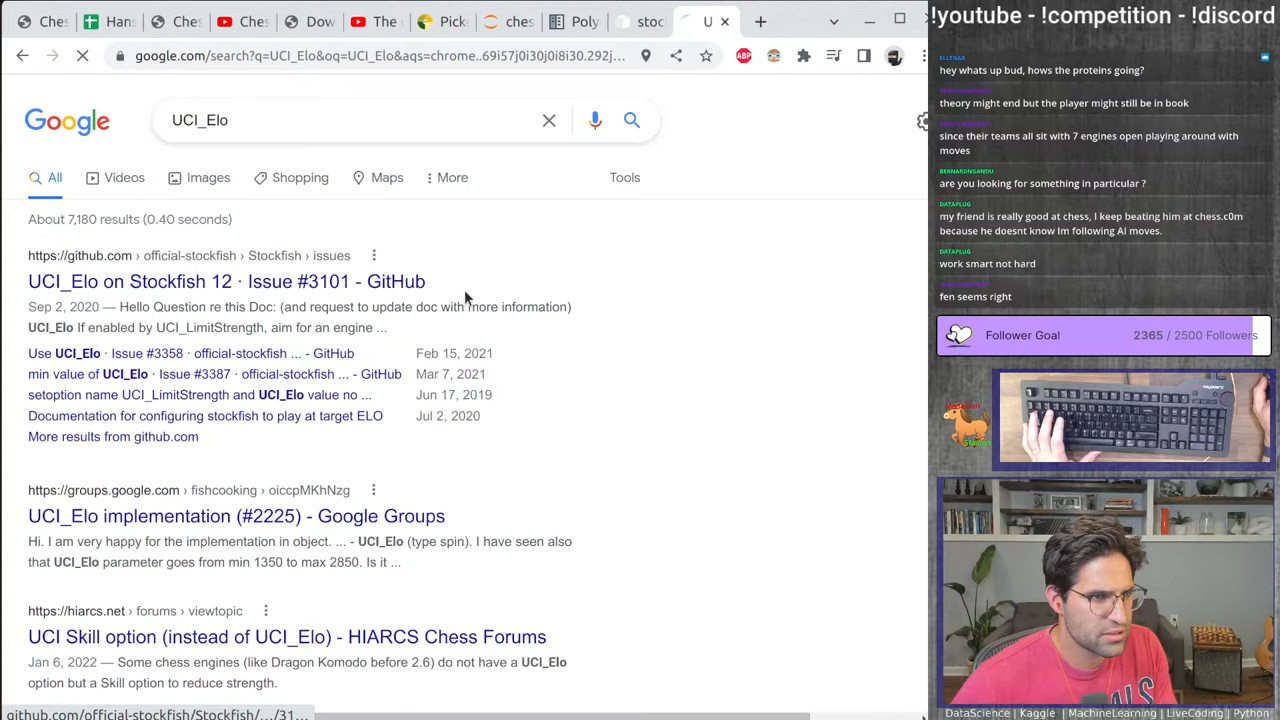 Ches
Hans
Ches
Ches
Dow
The
Pick
ches
Poly
stoc
U
google.com/search?q=UCI_Elo&oq=UCI_Elo&aqs=chrome..69i57j0i30j0i8i30.292j...
Google
UCI_Elo
All
Videos
Images
Shopping
Maps
More
Tools
About 7,180 results (0.40 seconds)
https://github.com › official-stockfish › Stockfish › issues
UCI_Elo on Stockfish 12 · Issue #3101 - GitHub
Sep 2, 2020 — Hello Question re this Doc: (and request to update doc with more information)
UCI_Elo If enabled by UCI_LimitStrength, aim for an engine ...
Use UCI_Elo · Issue #3358 · official-stockfish ... - GitHub Feb 15, 2021
min value of UCI_Elo · Issue #3387 · official-stockfish ... - GitHub Mar 7, 2021
setoption name UCI_LimitStrength and UCI_Elo value no ... Jun 17, 2019
Documentation for configuring stockfish to play at target ELO Jul 2, 2020
More results from github.com
https://groups.google.com › fishcooking › oiccpMKhNzg
UCI_Elo implementation (#2225) - Google Groups
Hi. I am very happy for the implementation in object. ... - UCI_Elo (type spin). I have seen also
that UCI_Elo parameter goes from min 1350 to max 2850. Is it ...
https://hiarcs.net › forums › viewtopic
UCI Skill option (instead of UCI_Elo) - HIARCS Chess Forums
Jan 6, 2022 — Some chess engines (like Dragon Komodo before 2.6) do not have a UCI_Elo
option but a Skill option to reduce strength.
github.com/official-stockfish/Stockfish/.../31...
!youtube - !competition - !discord
ELLENAR
hey whats up bud, hows the proteins going?
theory might end but the player might still be in book
since their teams all sit with 7 engines open playing around with
moves
BERNARDNGANDU
are you looking for something in particular ?
DATAPLUG
my friend is really good at chess, I keep beating him at chess.c0m
because he doesnt know Im following AI moves.
DATAPLUG
work smart not hard
fen seems right
Follower Goal
2365 / 2500 Followers
Stallion
DataScience | Kaggle | MachineLearning | LiveCoding | Python